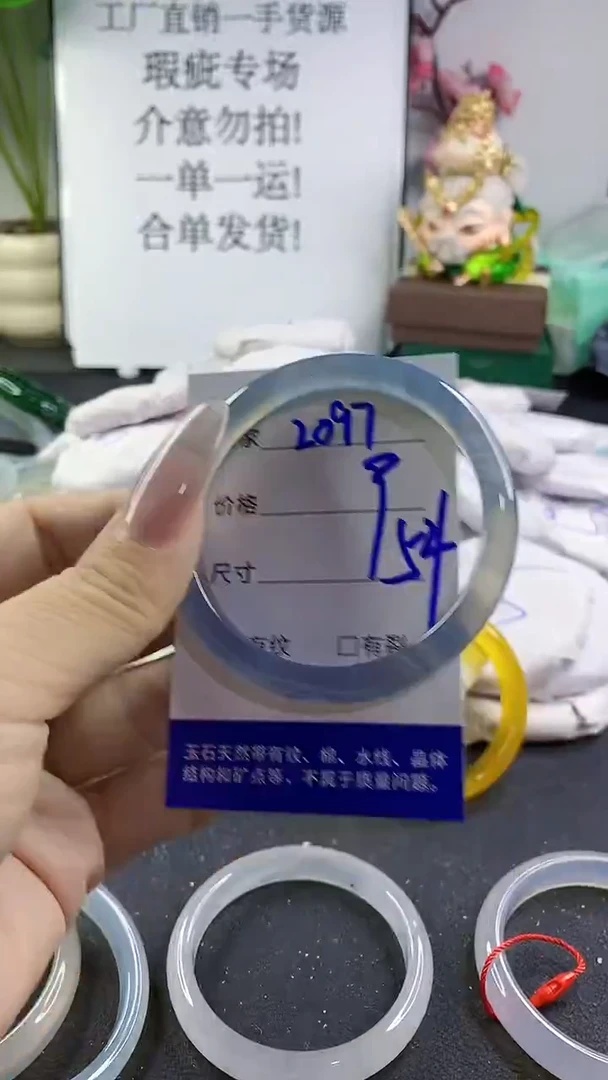 工厂直销一手货源
瑕疵专场
介意勿拍!
一单一运!
合单发货!
家 2097
价格
尺寸 54
有纹 □有裂
玉石天然带有纹、棉、水线、晶体
结构和矿点等、不属于质量问题。